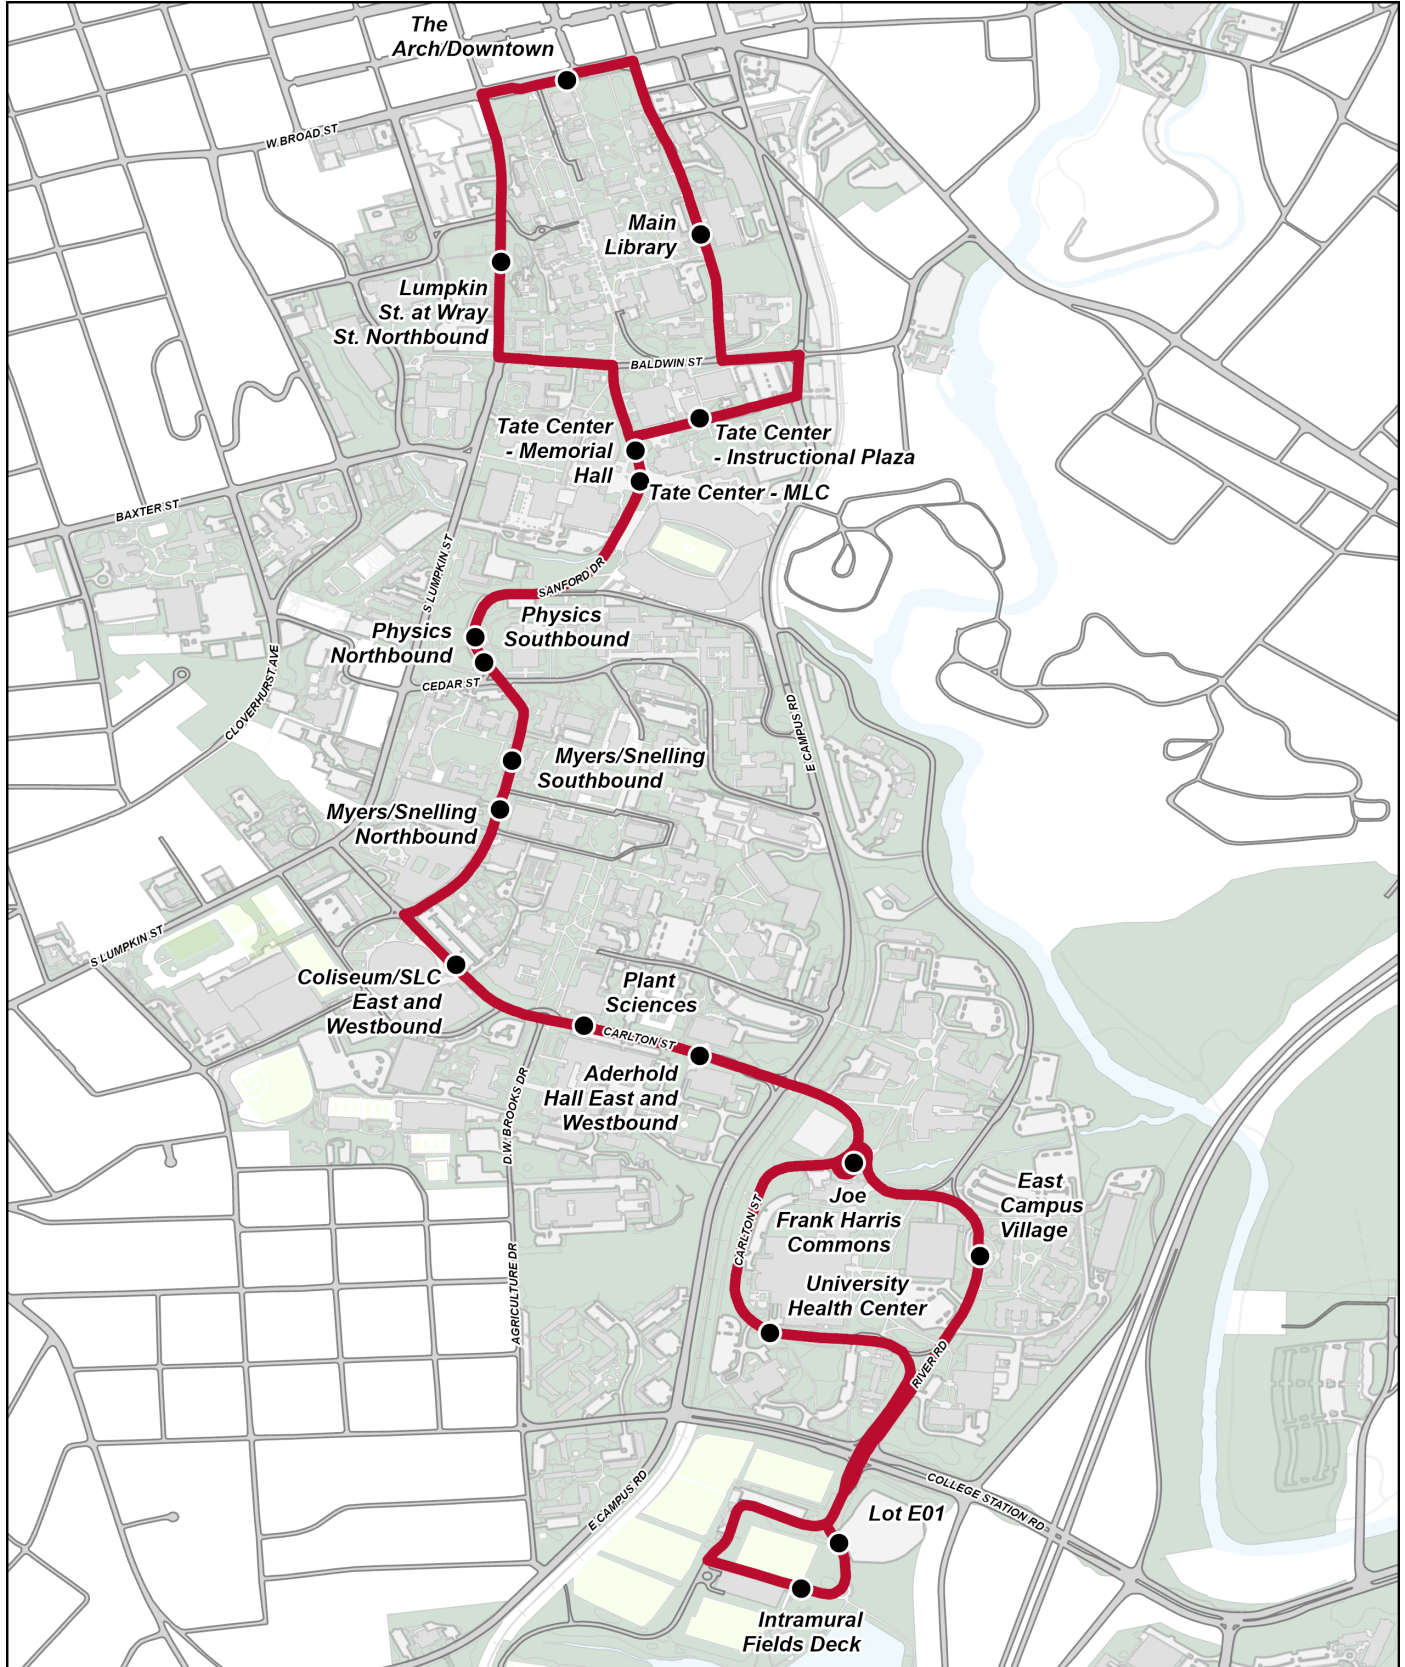 The
Arch/Downtown
W. BROAD ST
Main
Library
Lumpkin
St. at Wray
St. Northbound
BALDWIN ST
Tate Center
- Memorial
Hall
Tate Center
- Instructional Plaza
Tate Center - MLC
BAXTER ST
S LUMPKIN ST
SANFORD DR
Physics
Southbound
Physics
Northbound
CEDAR ST
CLOVERHURST AVE
E CAMPUS RD
Myers/Snelling
Southbound
Myers/Snelling
Northbound
S LUMPKIN ST
Coliseum/SLC
East and
Westbound
Plant
Sciences
CARLTON ST
Aderhold
Hall East and
Westbound
D.W. BROOKS DR
Joe
Frank Harris
Commons
East
Campus
Village
CARLTON ST
University
Health Center
AGRICULTURE DR
RIVER RD
E CAMPUS RD
COLLEGE STATION RD
Lot E01
Intramural
Fields Deck